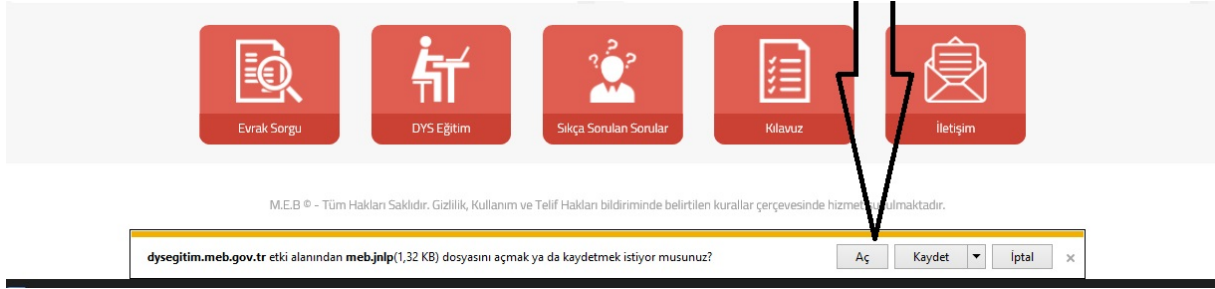 Evrak Sorgu
DYS Eğitim
Sıkça Sorulan Sorular
Kılavuz
İletişim
M.E.B © - Tüm Hakları Saklıdır. Gizlilik, Kullanım ve Telif Hakları bildiriminde belirtilen kurallar çerçevesinde hizmet sunulmaktadır.
dysegitim.meb.gov.tr etki alanından meb.jnlp(1,32 KB) dosyasını açmak ya da kaydetmek istiyor musunuz?
Aç
Kaydet
İptal